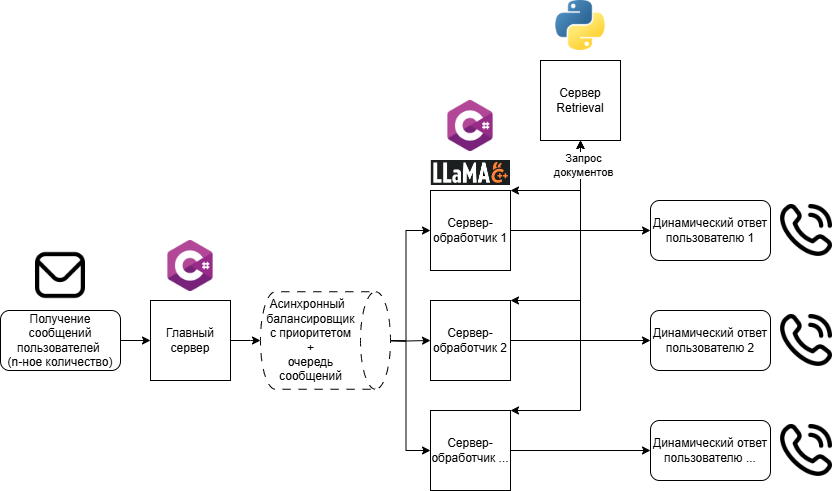 Сервер
Retrieval
Запрос
документов
C#
LLaMA C++
Сервер-
обработчик 1
Динамический ответ
пользователю 1
C#
Получение
сообщений
пользователей
(n-ное количество)
Главный
сервер
Асинхронный
балансировщик
с приоритетом
+
очередь
сообщений
Сервер-
обработчик 2
Динамический ответ
пользователю 2
Сервер-
обработчик ...
Динамический ответ
пользователю ...